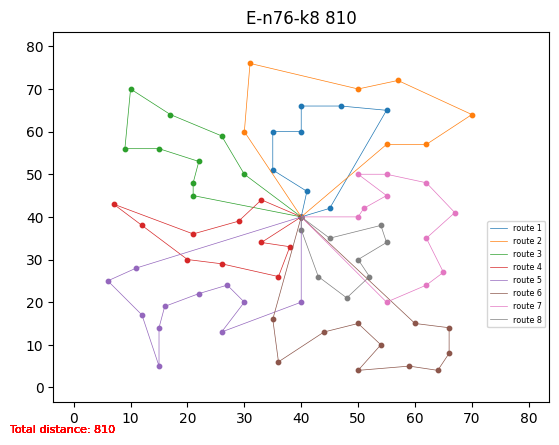 E-n76-k8 810
80
70
60
50
40
30
20
10
0
route 1
route 2
route 3
route 4
route 5
route 6
route 7
route 8
0 10 20 30 40 50 60 70 80
Total distance: 810